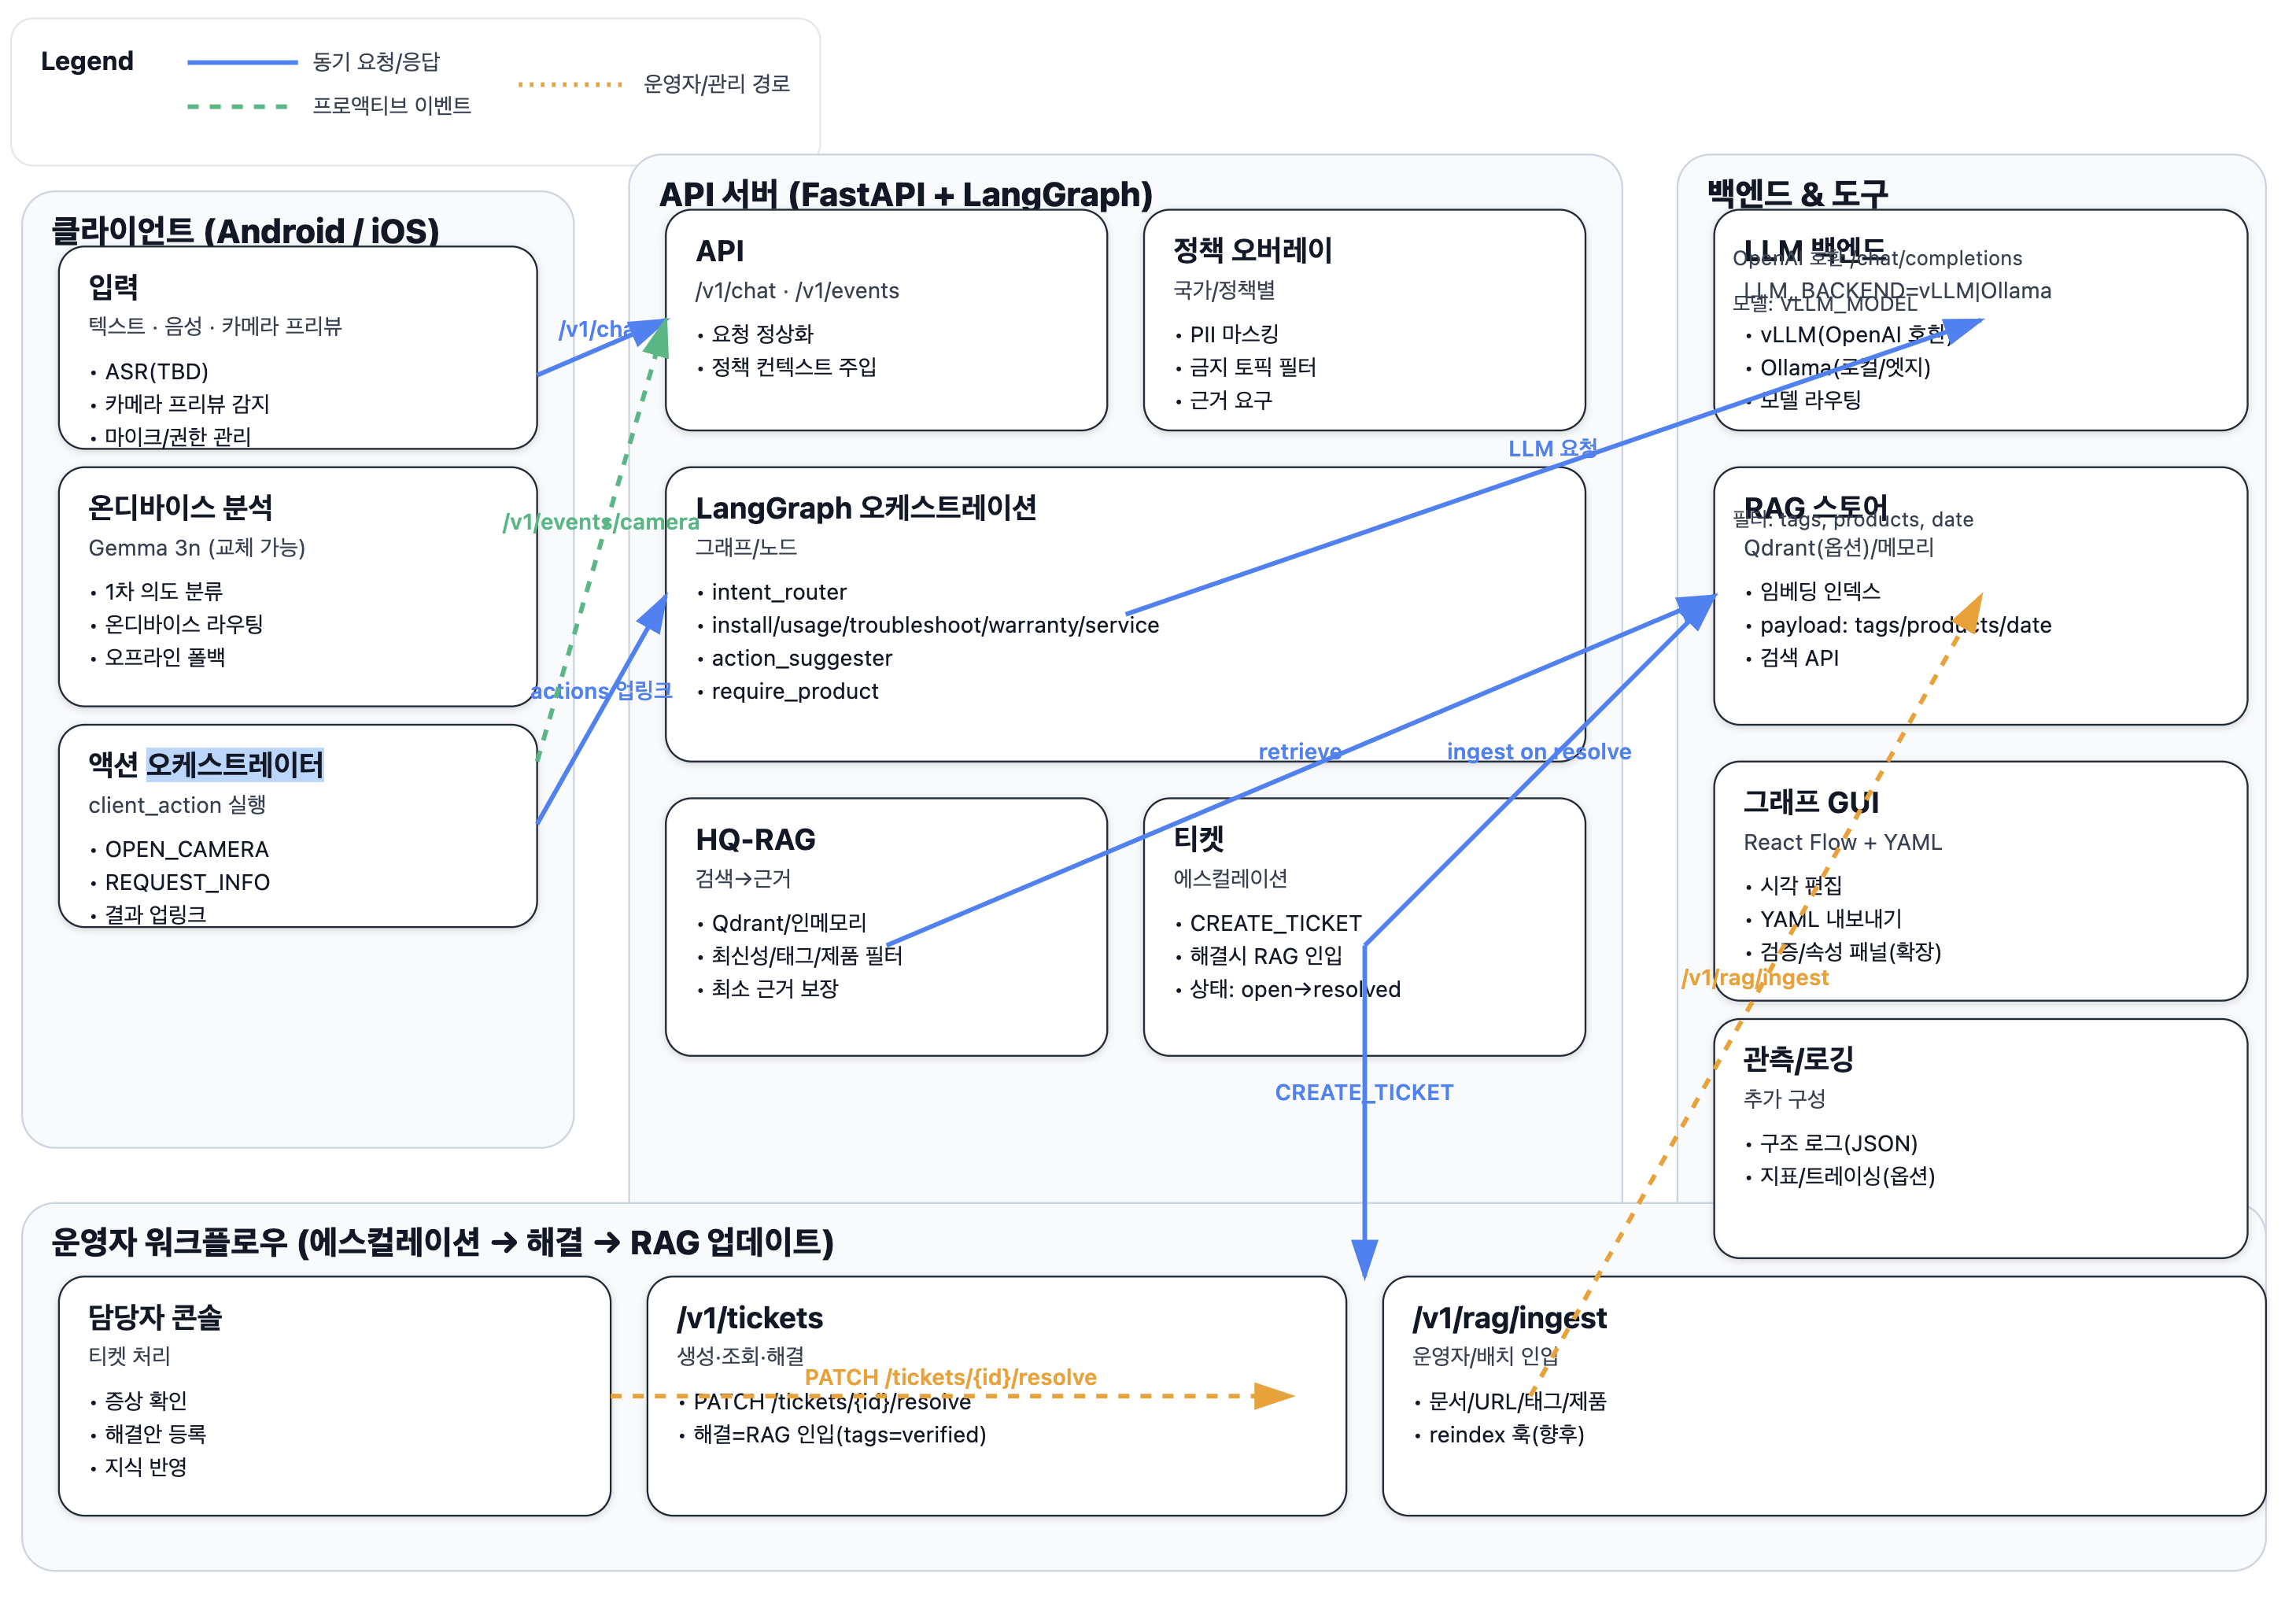 Legend
동기 요청/응답
프로액티브 이벤트
운영자/관리 경로
클라이언트 (Android / iOS)
입력
텍스트 · 음성 · 카메라 프리뷰
• ASR(TBD)
• 카메라 프리뷰 감지
• 마이크/권한 관리
온디바이스 분석
Gemma 3n (교체 가능)
• 1차 의도 분류
• 온디바이스 라우팅
• 오프라인 폴백
액션 오케스트레이터
client_action 실행
• OPEN_CAMERA
• REQUEST_INFO
• 결과 업링크
/v1/chat
/v1/events/camera
actions 업링크
API 서버 (FastAPI + LangGraph)
API
/v1/chat · /v1/events
• 요청 정상화
• 정책 컨텍스트 주입
정책 오버레이
국가/정책별
• PII 마스킹
• 금지 토픽 필터
• 근거 요구
LangGraph 오케스트레이션
그래프/노드
• intent_router
• install/usage/troubleshoot/warranty/service
• action_suggester
• require_product
LLM 요청
retrieve
ingest on resolve
HQ-RAG
검색→근거
• Qdrant/인메모리
• 최신성/태그/제품 필터
• 최소 근거 보장
티켓
에스컬레이션
• CREATE_TICKET
• 해결시 RAG 인입
• 상태: open→resolved
CREATE_TICKET
백엔드 & 도구
LLM 백엔드
OpenAI 호환 /chat/completions
LLM_BACKEND=vLLM|Ollama
모델: VLLM_MODEL
• vLLM(OpenAI 호환)
• Ollama(로컬/엣지)
• 모델 라우팅
RAG 스토어
필터: tags, products, date
Qdrant(옵션)/메모리
• 임베딩 인덱스
• payload: tags/products/date
• 검색 API
그래프 GUI
React Flow + YAML
• 시각 편집
• YAML 내보내기
• 검증/속성 패널(확장)
/v1/rag/ingest
관측/로깅
추가 구성
• 구조 로그(JSON)
• 지표/트레이싱(옵션)
운영자 워크플로우 (에스컬레이션 → 해결 → RAG 업데이트)
담당자 콘솔
티켓 처리
• 증상 확인
• 해결안 등록
• 지식 반영
/v1/tickets
생성·조회·해결
PATCH /tickets/{id}/resolve
• PATCH /tickets/{id}/resolve
• 해결=RAG 인입(tags=verified)
/v1/rag/ingest
운영자/배치 인입
• 문서/URL/태그/제품
• reindex 훅(향후)